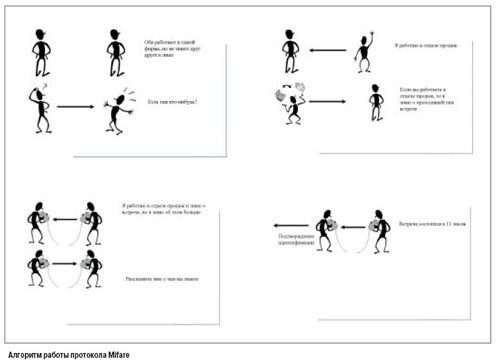 Оба работают в одной
фирме, но не знают друг
друга в лицо
Есть там кто-нибудь?
Я работаю в отделе продаж
Если вы работаете в
отделе продаж, то я
знаю о проходящей там
встрече
Я работаю в отделе продаж и знаю о
встрече, но я знаю об этом больше
Расскажите мне о чем вы знаете
Встреча состоится в 11 часов
Подтверждение
идентификации
Алгоритм работы протокола Mifare